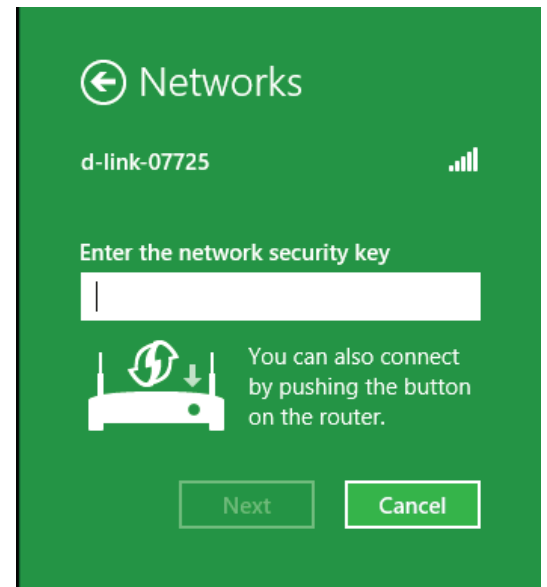 Networks
d-link-07725
Enter the network security key
You can also connect
by pushing the button
on the router.
Next
Cancel